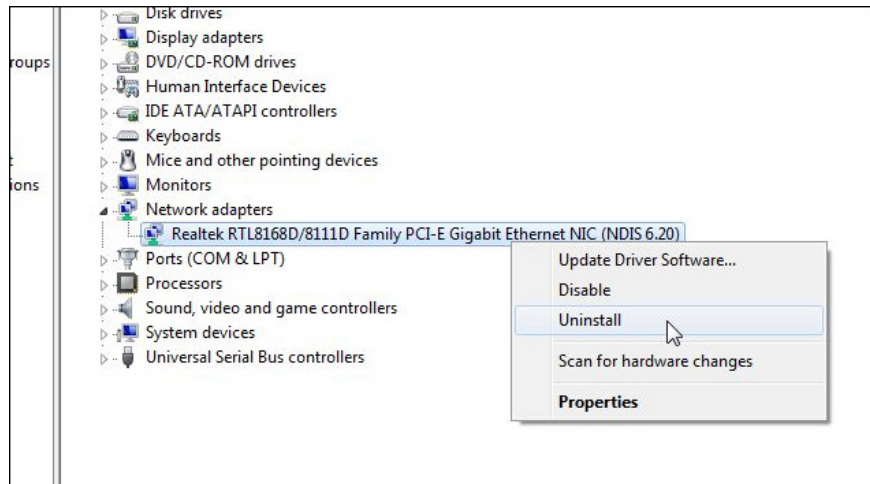 Disk drives
Display adapters
roups
DVD/CD-ROM drives
Human Interface Devices
IDE ATA/ATAPI controllers
Keyboards
Mice and other pointing devices
ions
Monitors
Network adapters
Realtek RTL8168D/8111D Family PCI-E Gigabit Ethernet NIC (NDIS 6.20)
Ports (COM & LPT)
Update Driver Software...
Processors
Disable
Sound, video and game controllers
Uninstall
System devices
Universal Serial Bus controllers
Scan for hardware changes
Properties